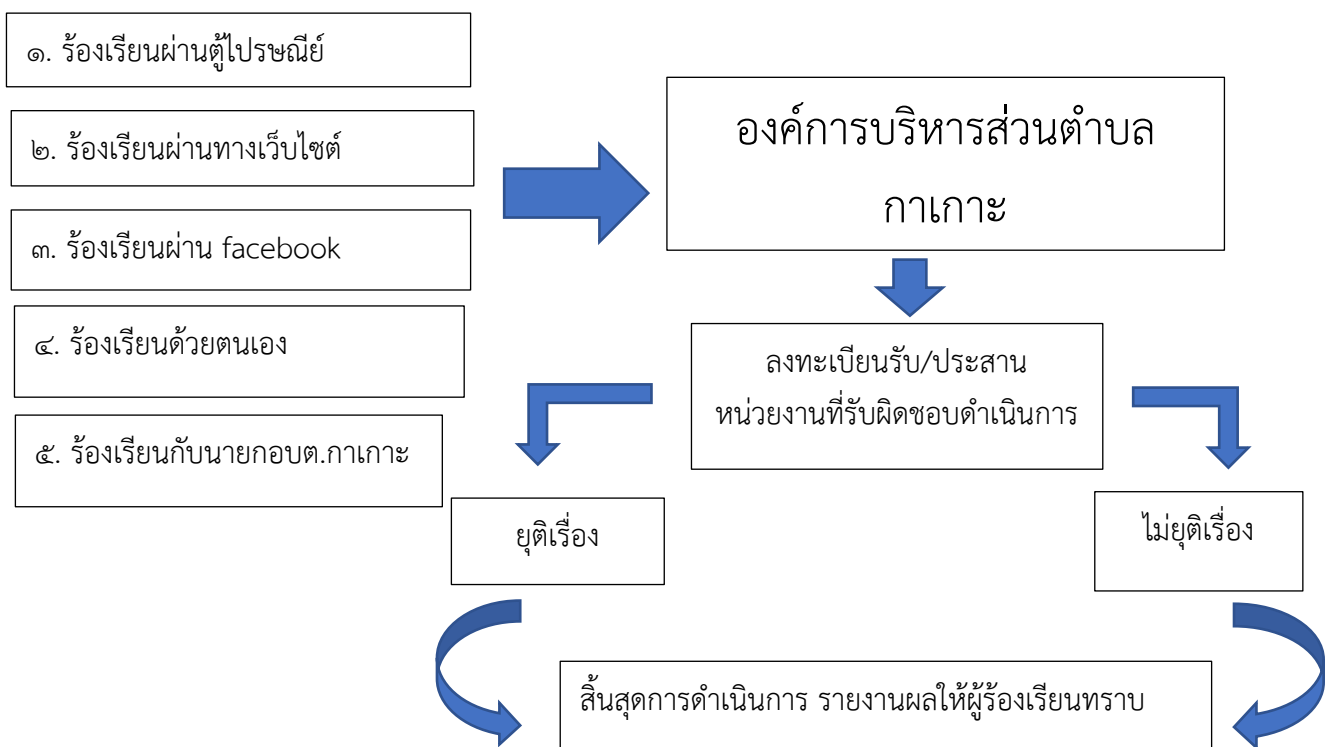 ๑. ร้องเรียนผ่านตู้ไปรษณีย์
๒. ร้องเรียนผ่านทางเว็บไซต์
๓. ร้องเรียนผ่าน facebook
๔. ร้องเรียนด้วยตนเอง
๕. ร้องเรียนกับนายกอบต.กาเกาะ
องค์การบริหารส่วนตำบล
กาเกาะ
ลงทะเบียนรับ/ประสาน
หน่วยงานที่รับผิดชอบดำเนินการ
ยุติเรื่อง
ไม่ยุติเรื่อง
สิ้นสุดการดำเนินการ รายงานผลให้ผู้ร้องเรียนทราบ